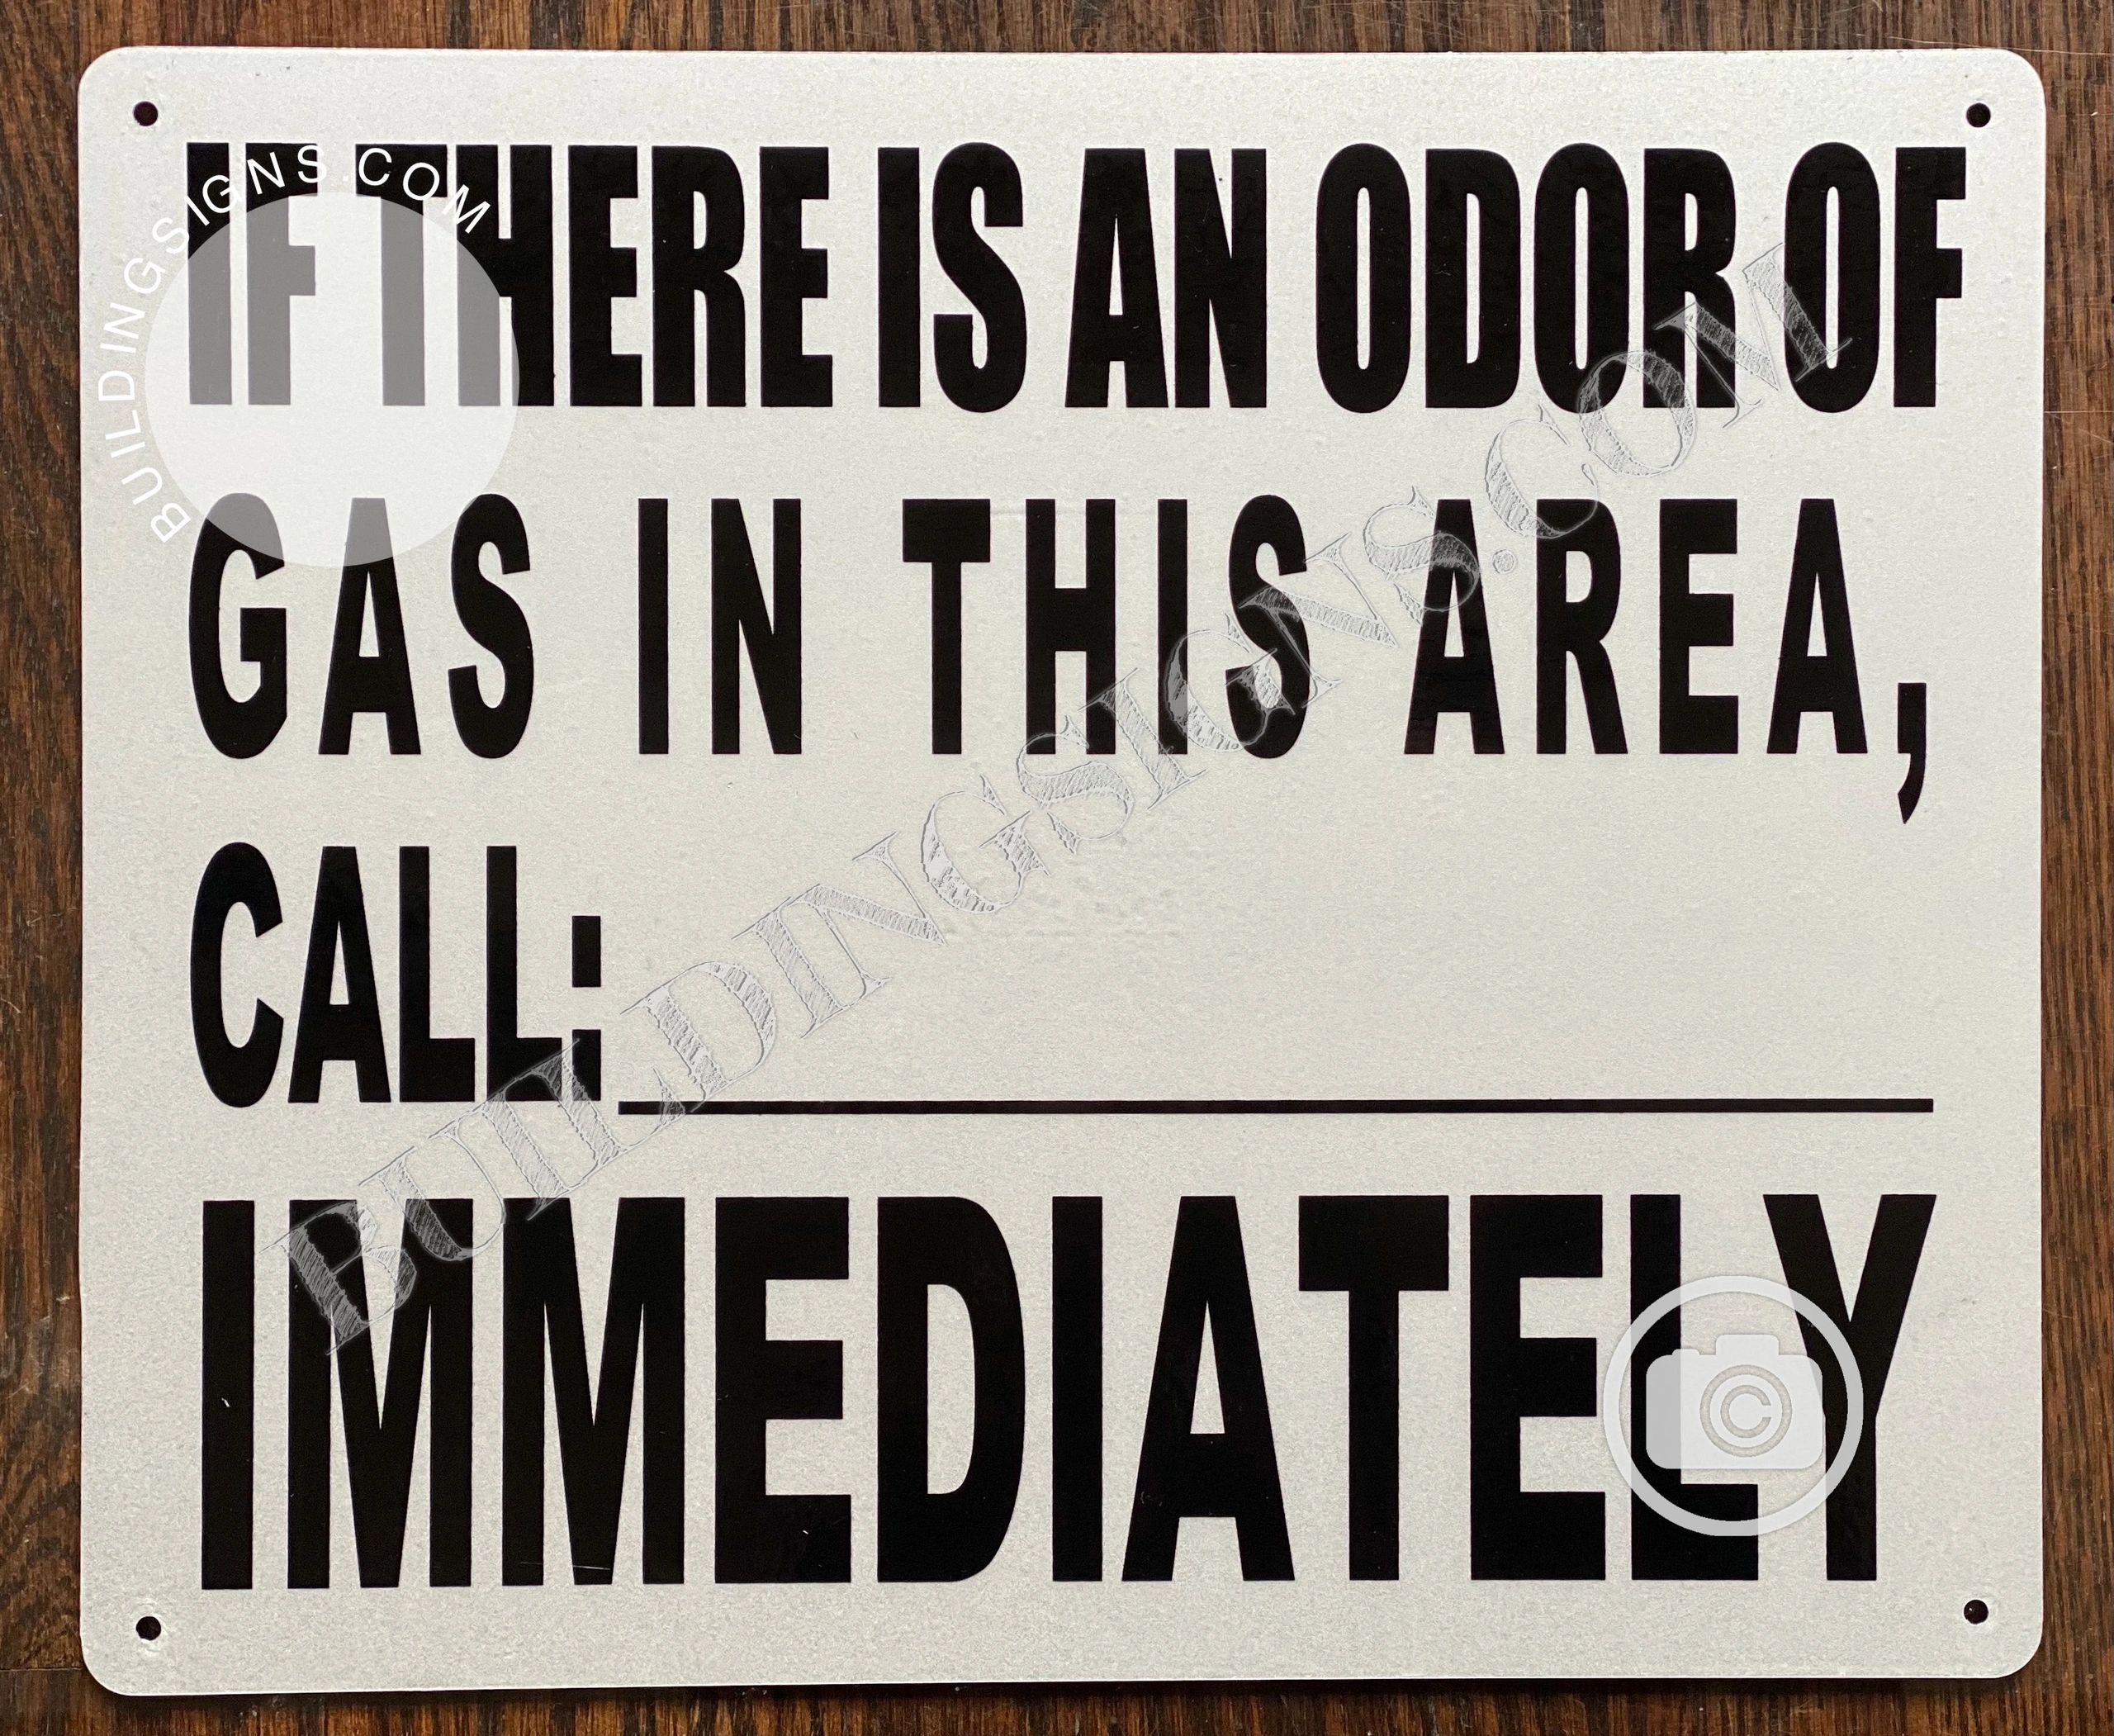 BUILDINGSIGNS.COM
IF THERE IS AN ODOR OF
GAS IN THIS AREA,
CALL:
IMMEDIATELY
BUILDINGSIGNS.COM
©